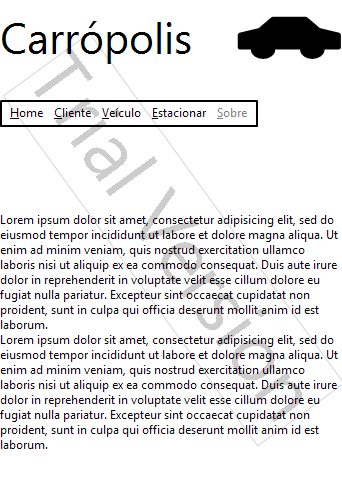 Carrópolis
Home Cliente Veículo Estacionar Sobre
Lorem ipsum dolor sit amet, consectetur adipisicing elit, sed do
eiusmod tempor incididunt ut labore et dolore magna aliqua. Ut
enim ad minim veniam, quis nostrud exercitation ullamco
laboris nisi ut aliquip ex ea commodo consequat. Duis aute irure
dolor in reprehenderit in voluptate velit esse cillum dolore eu
fugiat nulla pariatur. Excepteur sint occaecat cupidatat non
proident, sunt in culpa qui officia deserunt mollit anim id est
laborum.
Lorem ipsum dolor sit amet, consectetur adipisicing elit, sed do
eiusmod tempor incididunt ut labore et dolore magna aliqua. Ut
enim ad minim veniam, quis nostrud exercitation ullamco
laboris nisi ut aliquip ex ea commodo consequat. Duis aute irure
dolor in reprehenderit in voluptate velit esse cillum dolore eu
fugiat nulla pariatur. Excepteur sint occaecat cupidatat non
proident, sunt in culpa qui officia deserunt mollit anim id est
laborum.
Trial Version